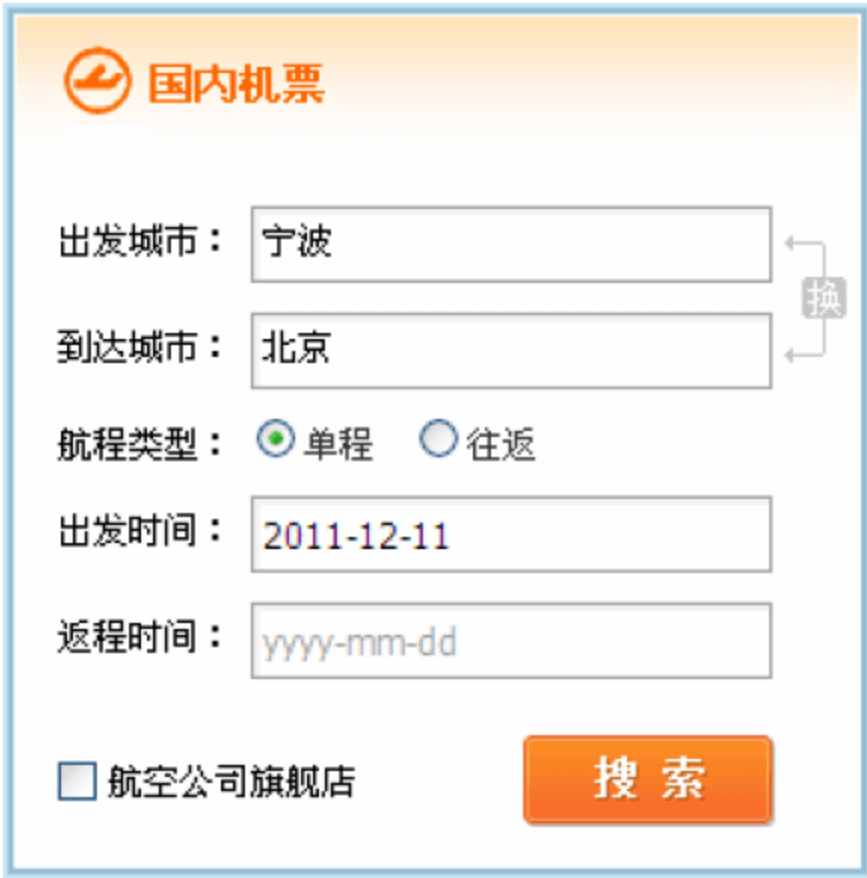 国内机票
出发城市： 宁波
换
到达城市： 北京
航程类型： 单程 往返
出发时间： 2011-12-11
返程时间： yyyy-mm-dd
航空公司旗舰店 搜 索